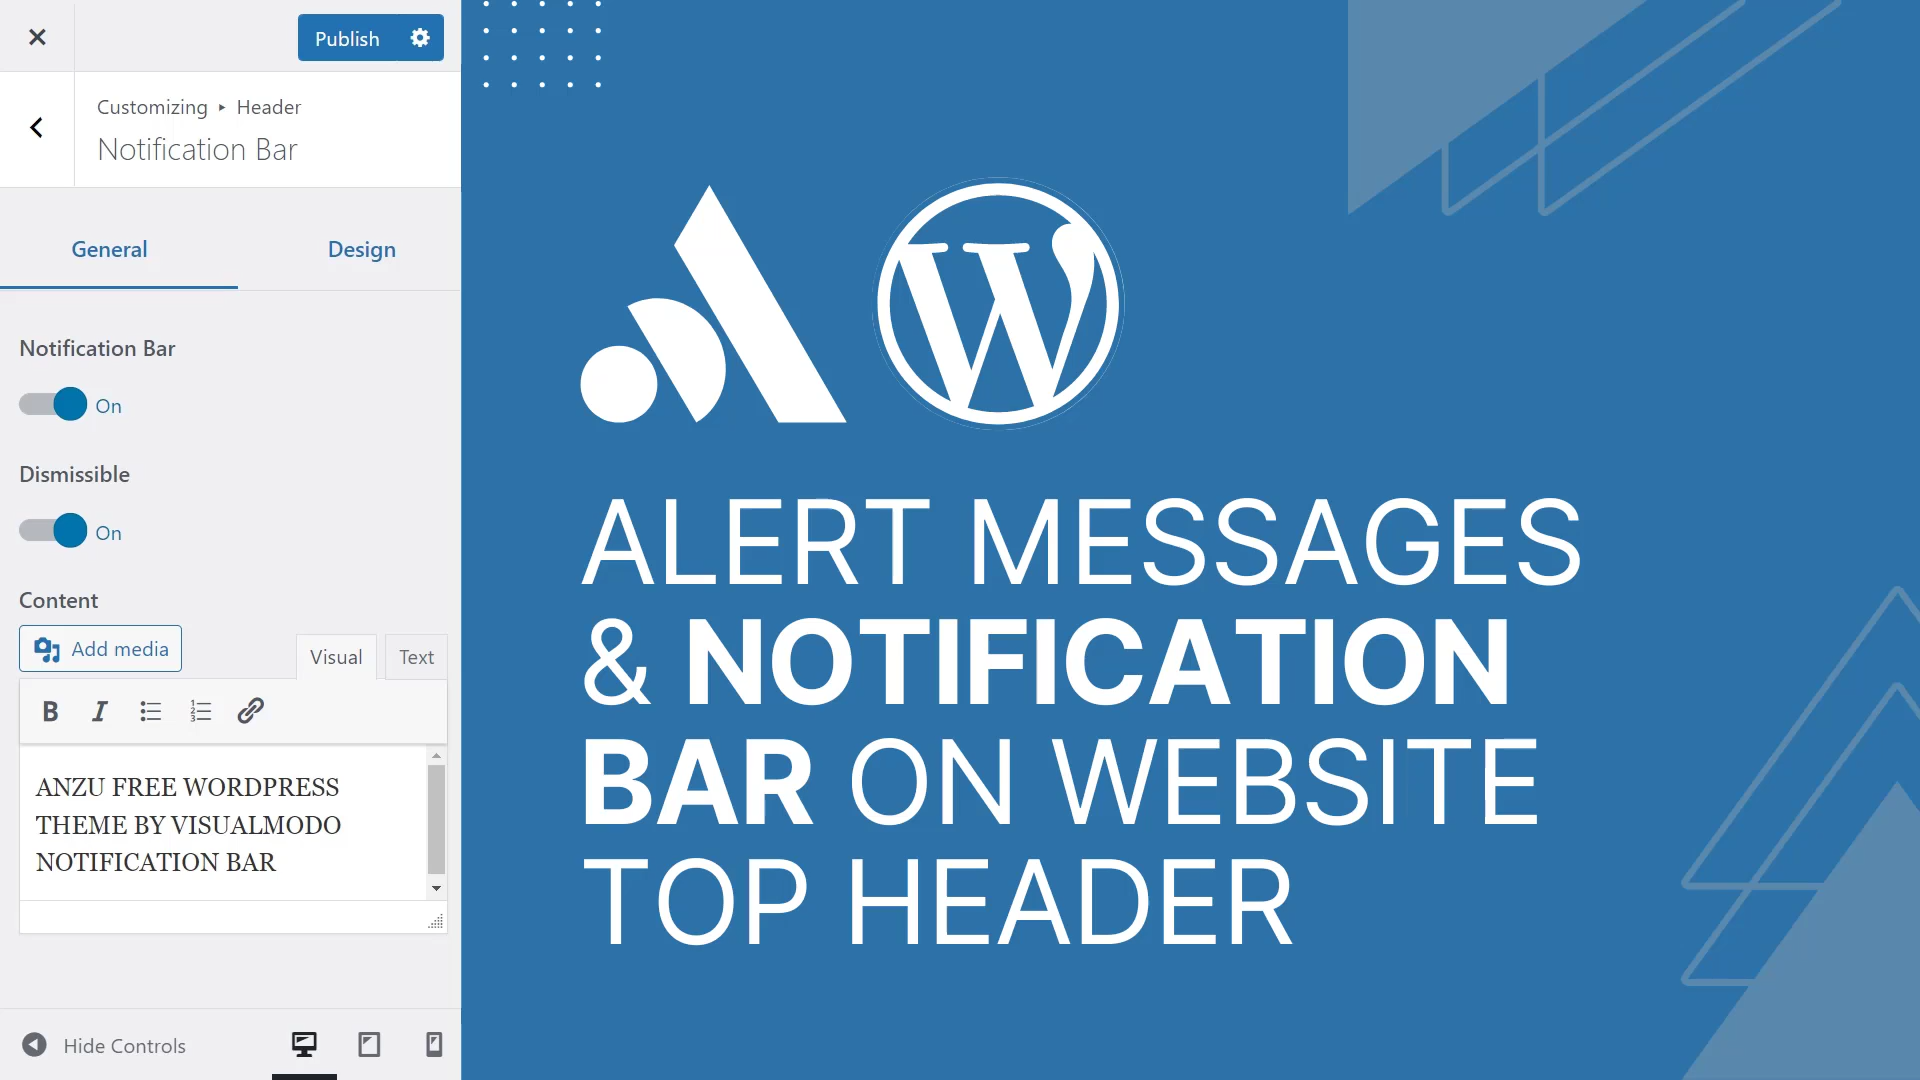 Publish
Customizing ▸ Header
Notification Bar
General
Design
Notification Bar
On
Dismissible
On
Content
Add media
Visual
Text
B I
ANZU FREE WORDPRESS
THEME BY VISUALMODO
NOTIFICATION BAR
Hide Controls
ALERT MESSAGES
& NOTIFICATION
BAR ON WEBSITE
TOP HEADER